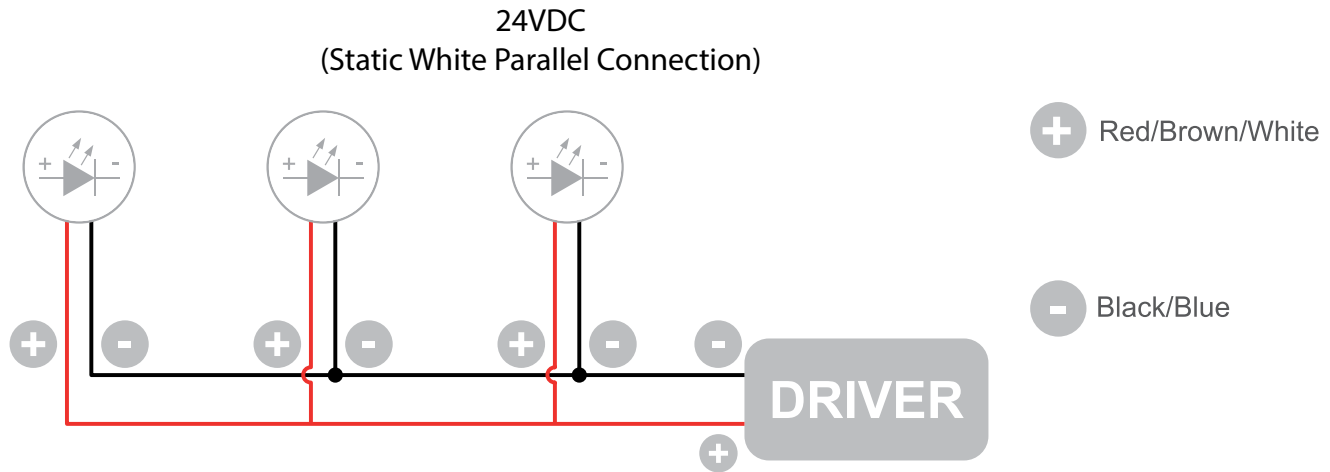 24VDC
(Static White Parallel Connection)
+ -
+ -
+ -
+ Red/Brown/White
- Black/Blue
+ -
+ -
+ -
-
DRIVER
+